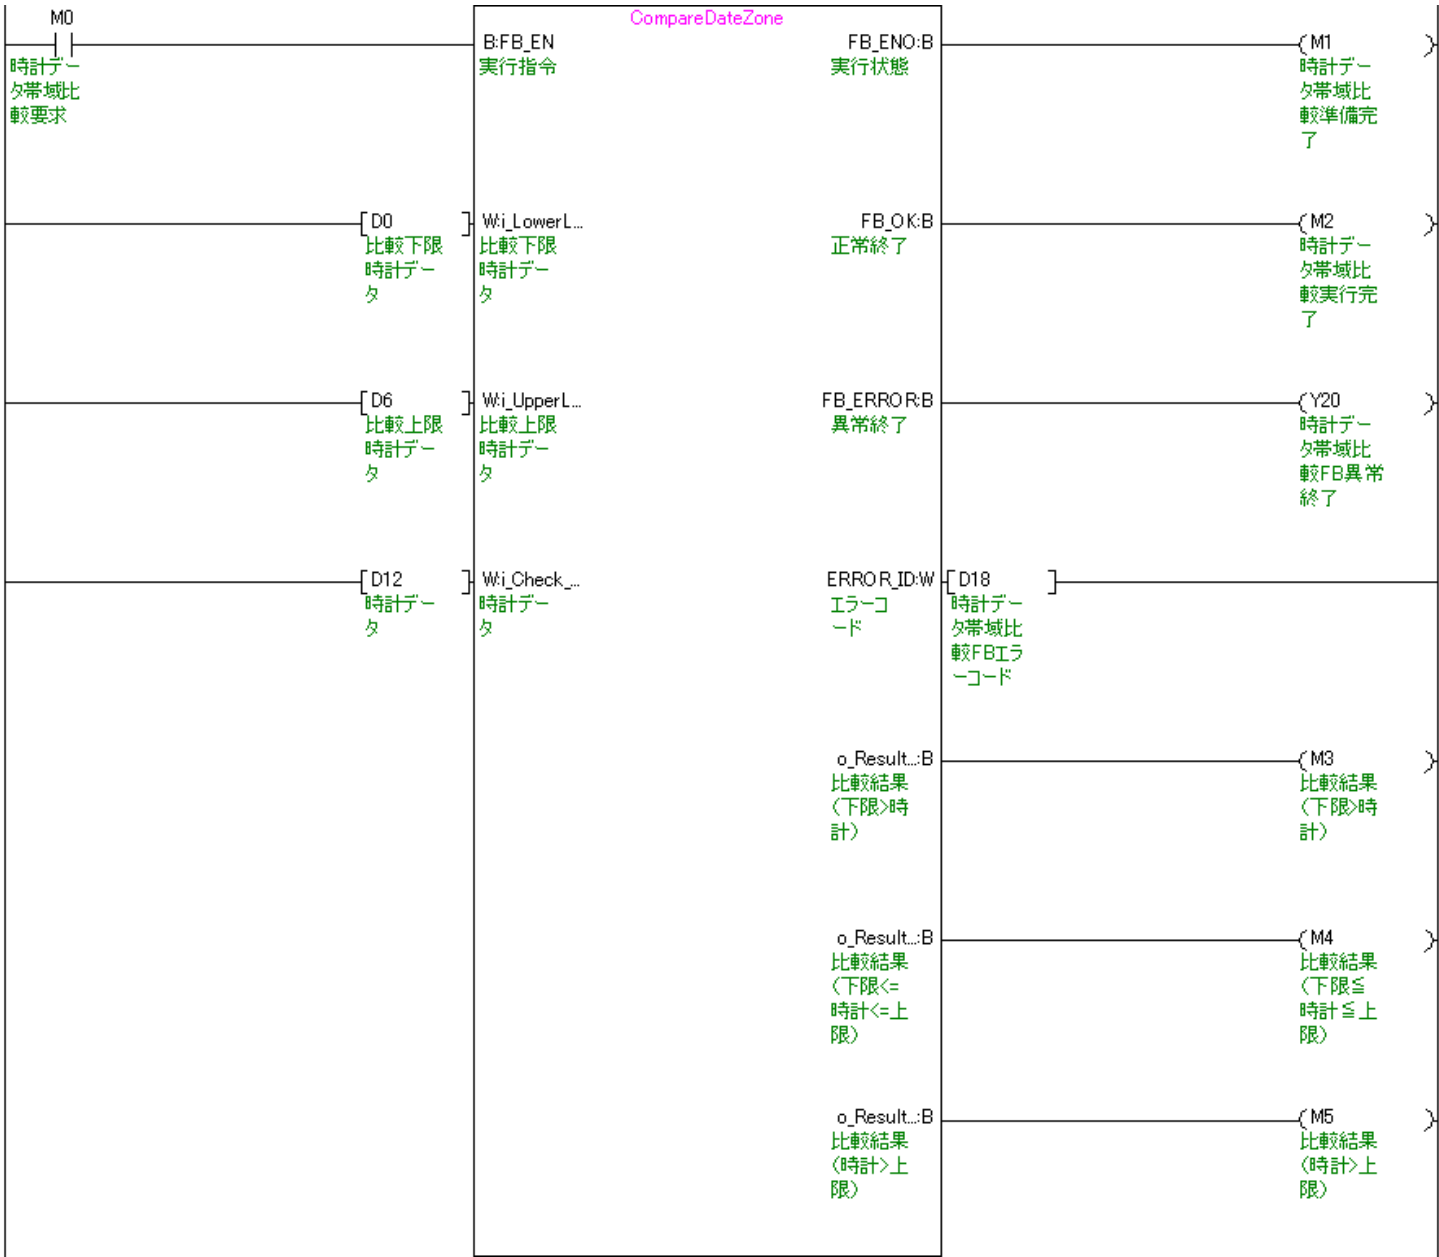 CompareDateZone
M0
時計デー
タ帯域比
較要求
B:FB_EN
実行指令
FB_ENO:B
実行状態
M1
時計デー
タ帯域比
較準備完
了
D0
比較下限
時計デー
タ
W:i_LowerL...
比較下限
時計デー
タ
FB_OK:B
正常終了
M2
時計デー
タ帯域比
較実行完
了
D6
比較上限
時計デー
タ
W:i_UpperL...
比較上限
時計デー
タ
FB_ERROR:B
異常終了
Y20
時計デー
タ帯域比
較FB異常
終了
D12
時計デー
タ
W:i_Check_...
時計デー
タ
ERROR_ID:W
エラーコ
ード
D18
時計デー
タ帯域比
較FBエラ
ーコード
o_Result...:B
比較結果
(下限>時
計)
M3
比較結果
(下限>時
計)
o_Result...:B
比較結果
(下限<=
時計<=上
限)
M4
比較結果
(下限≦
時計≦上
限)
o_Result...:B
比較結果
(時計>上
限)
M5
比較結果
(時計>上
限)